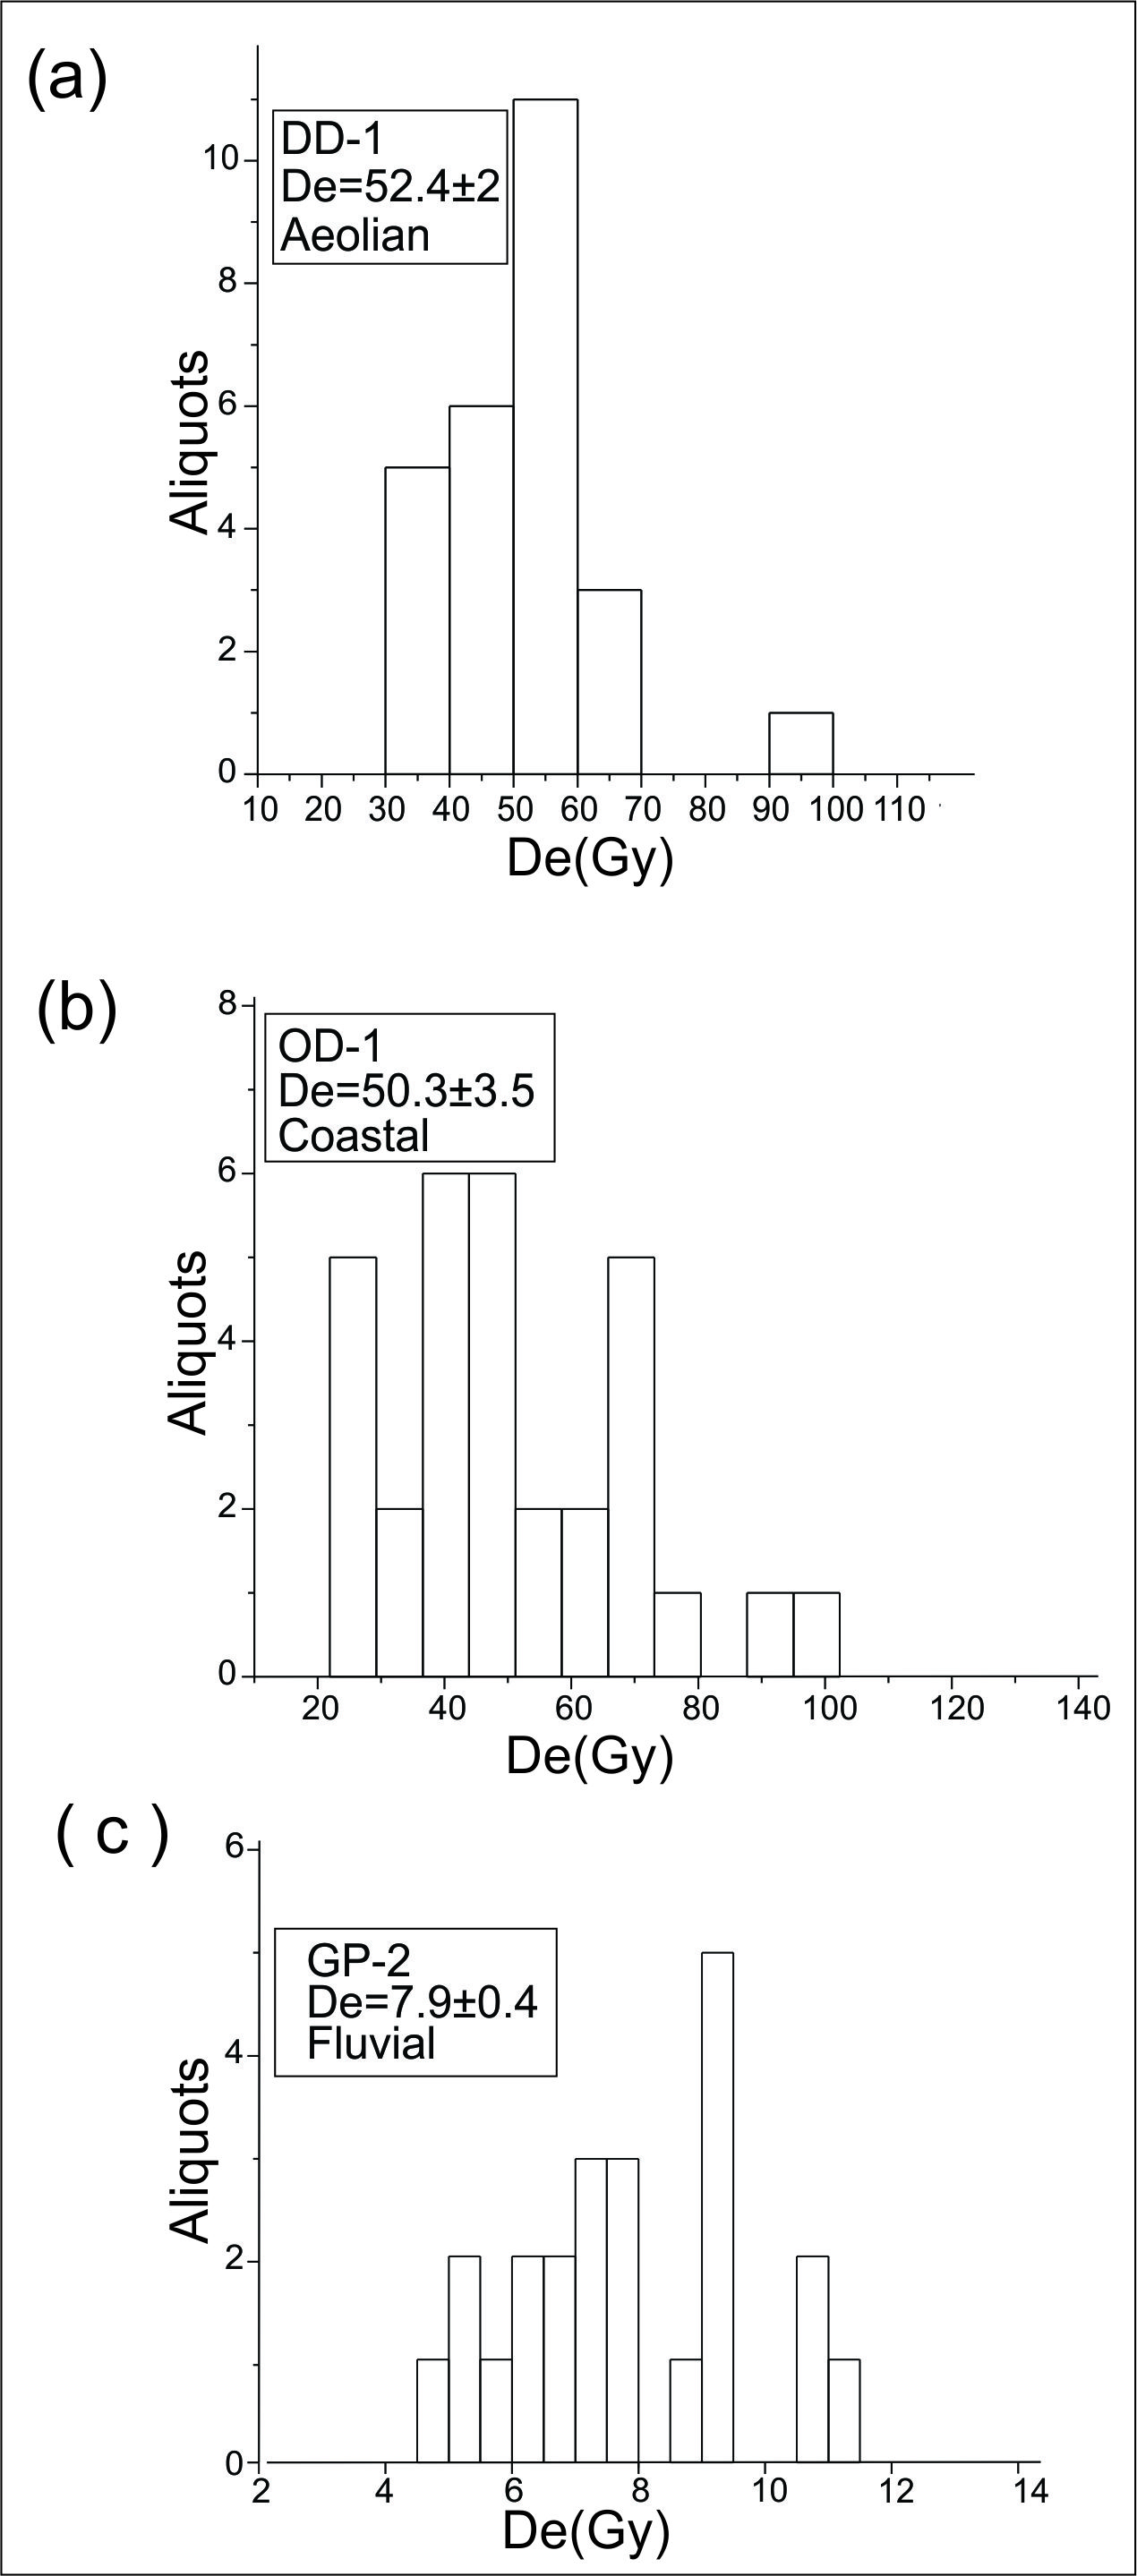 (a)
DD-1
De=52.4±2
Aeolian
10
8
6
4
2
0
Aliquots
10 20 30 40 50 60 70 80 90 100 110
De(Gy)
(b)
8
OD-1
De=50.3±3.5
Coastal
6
4
2
0
Aliquots
20 40 60 80 100 120 140
De(Gy)
( c )
6
GP-2
De=7.9±0.4
Fluvial
4
2
0
Aliquots
2 4 6 8 10 12 14
De(Gy)